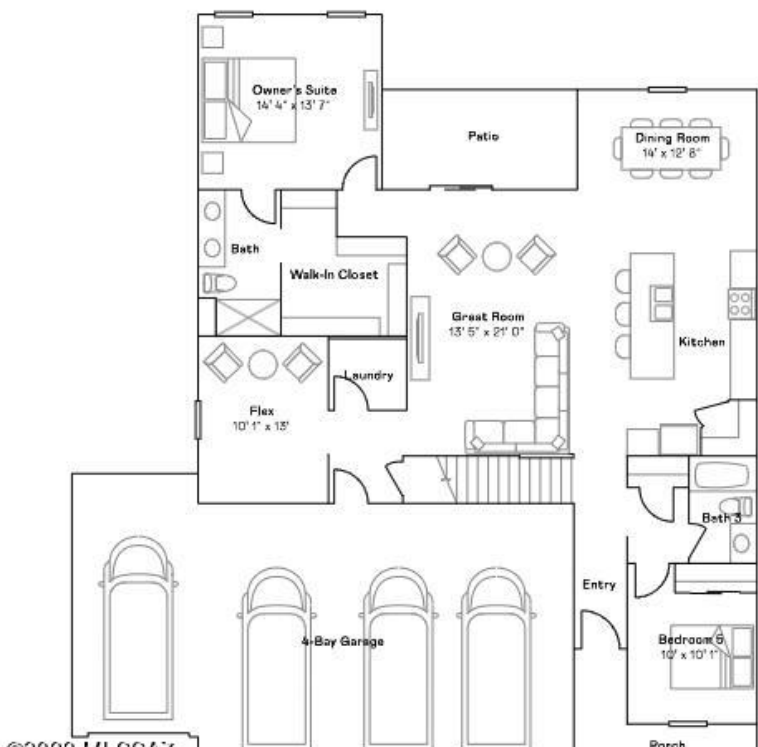 Owner's Suite
14' 4" x 13' 7"
Patio
Dining Room
14' x 12' 8"
Bath
Walk-In Closet
Great Room
13' 5" x 21' 0"
Kitchen
Laundry
Flex
10' 1" x 13'
Bath 3
Entry
4-Bay Garage
Bedroom 5
10' x 10' 1"
Porch